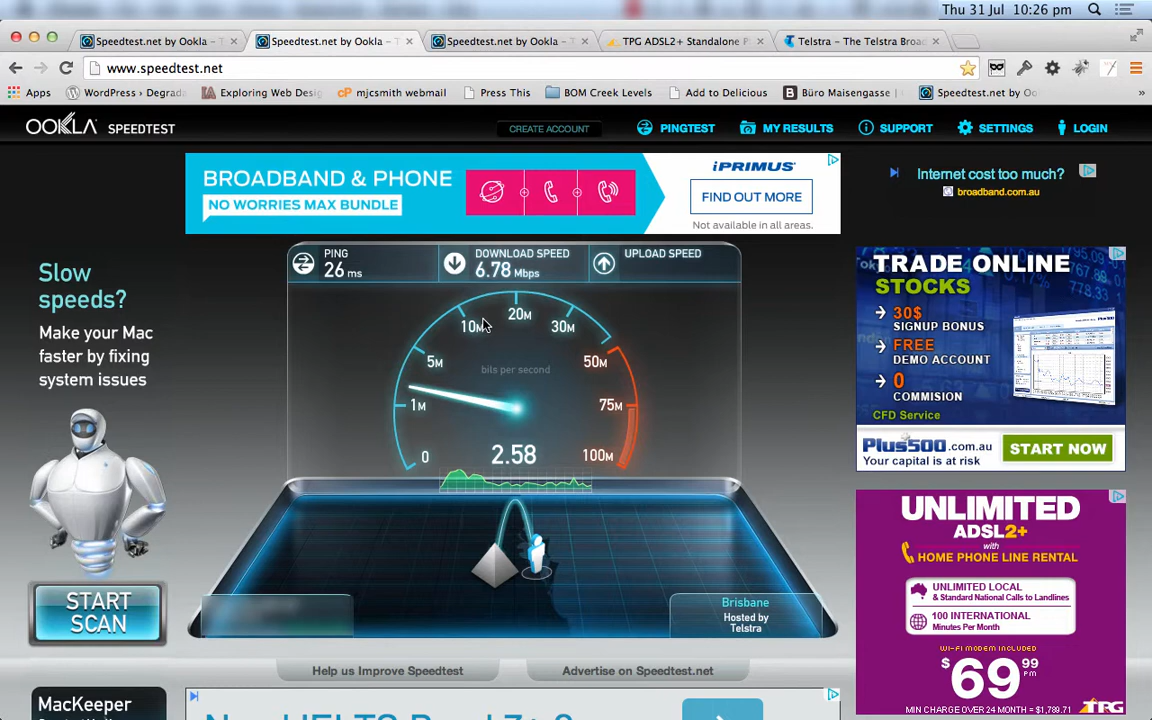 Thu 31 Jul 10:26 pm
Speedtest.net by Ookla – T
Speedtest.net by Ookla – T
Speedtest.net by Ookla – T
TPG ADSL2+ Standalone P
Telstra – The Telstra Broad
www.speedtest.net
Apps
WordPress › Degrada
Exploring Web Desi
cP mjcsmith webmail
Press This
BOM Creek Levels
Add to Delicious
B Büro Maisengasse |
Speedtest.net by Oo
»
OOKLA SPEEDTEST
CREATE ACCOUNT
PINGTEST
MY RESULTS
SUPPORT
SETTINGS
LOGIN
BROADBAND & PHONE
NO WORRIES MAX BUNDLE
iPRIMUS
FIND OUT MORE
Not available in all areas.
Internet cost too much?
broadband.com.au
Slow
speeds?
Make your Mac
faster by fixing
system issues
START
SCAN
MacKeeper
PING
26 ms
DOWNLOAD SPEED
6.78 Mbps
UPLOAD SPEED
0
1M
5M
10M
20M
30M
50M
75M
100M
bits per second
2.58
Brisbane
Hosted by
Telstra
Help us Improve Speedtest
Advertise on Speedtest.net
TRADE ONLINE
STOCKS
30$
SIGNUP BONUS
FREE
DEMO ACCOUNT
0
COMMISION
CFD Service
Plus500.com.au
Your capital is at risk
START NOW
UNLIMITED
ADSL2+
with
HOME PHONE LINE RENTAL
UNLIMITED LOCAL
& Standard National Calls to Landlines
100 INTERNATIONAL
Minutes Per Month
WI-FI MODEM INCLUDED
$69.99
PM
MIN CHARGE OVER 24 MONTH = $1,789.71
TPG